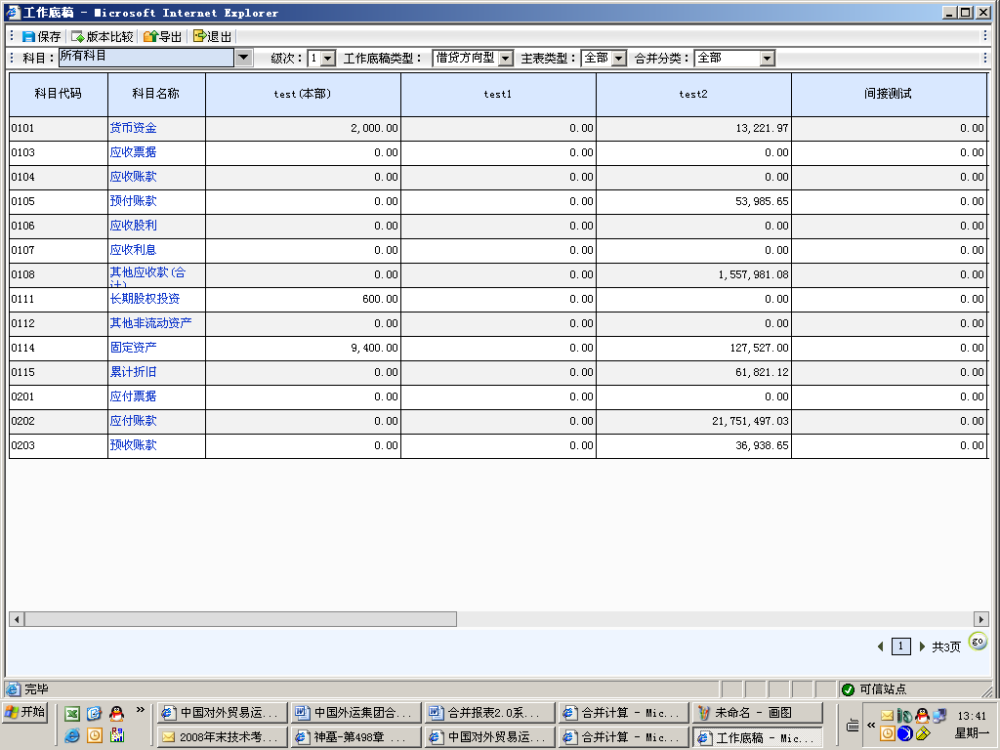 工作底稿 - Microsoft Internet Explorer
保存 版本比较 导出 退出
科目： 所有科目 级次： 1 工作底稿类型： 借贷方向型 主表类型： 全部 合并分类： 全部
科目代码 科目名称 test(本部) test1 test2 间接测试
0101 货币资金 2,000.00 0.00 13,221.97 0.00
0103 应收票据 0.00 0.00 0.00 0.00
0104 应收账款 0.00 0.00 0.00 0.00
0105 预付账款 0.00 0.00 53,985.65 0.00
0106 应收股利 0.00 0.00 0.00 0.00
0107 应收利息 0.00 0.00 0.00 0.00
0108 其他应收款(合计) 0.00 0.00 1,557,981.08 0.00
0111 长期股权投资 600.00 0.00 0.00 0.00
0112 其他非流动资产 0.00 0.00 0.00 0.00
0114 固定资产 9,400.00 0.00 127,527.00 0.00
0115 累计折旧 0.00 0.00 61,821.12 0.00
0201 应付票据 0.00 0.00 0.00 0.00
0202 应付账款 0.00 0.00 21,751,497.03 0.00
0203 预收账款 0.00 0.00 36,938.65 0.00
1 共3页 go
完毕 可信站点
开始 » 中国对外贸易运... 中国外运集团合... 合并报表2.0系... 合并计算 - Mic... 未命名 - 画图 « 13:41
2008年末技术考... 神墓-第498章 ... 中国对外贸易运... 合并计算 - Mic... 工作底稿 - Mic... 星期一